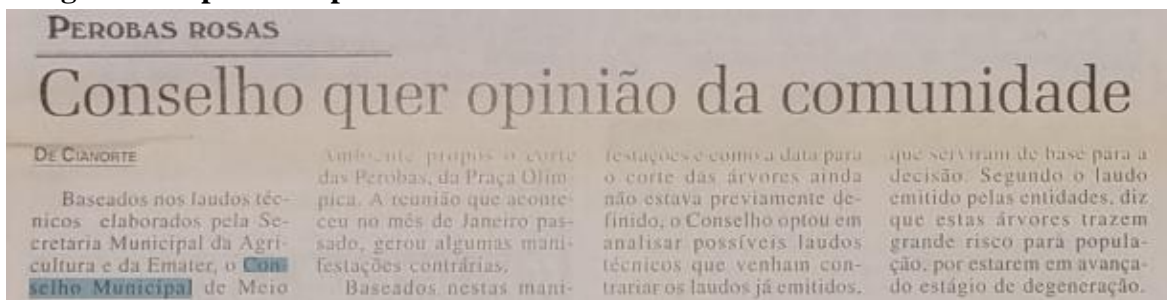 PEROBAS ROSAS
Conselho quer opinião da comunidade
DE CIANORTE
Baseados nos laudos téc-
nicos elaborados pela Se-
cretaria Municipal da Agri-
cultura e da Emater, o Con-
selho Municipal de Meio
Ambiente propôs o corte
das Perobas, da Praça Olím-
pica. A reunião que aconte-
ceu no mês de Janeiro pas-
sado, gerou algumas mani-
festações contrárias.
Baseados nestas mani-
festações e como a data para
o corte das árvores ainda
não estava previamente de-
finido, o Conselho optou em
analisar possíveis laudos
técnicos que venham con-
trariar os laudos já emitidos,
que serviram de base para a
decisão. Segundo o laudo
emitido pelas entidades, diz
que estas árvores trazem
grande risco para popula-
ção, por estarem em avança-
do estágio de degeneração.